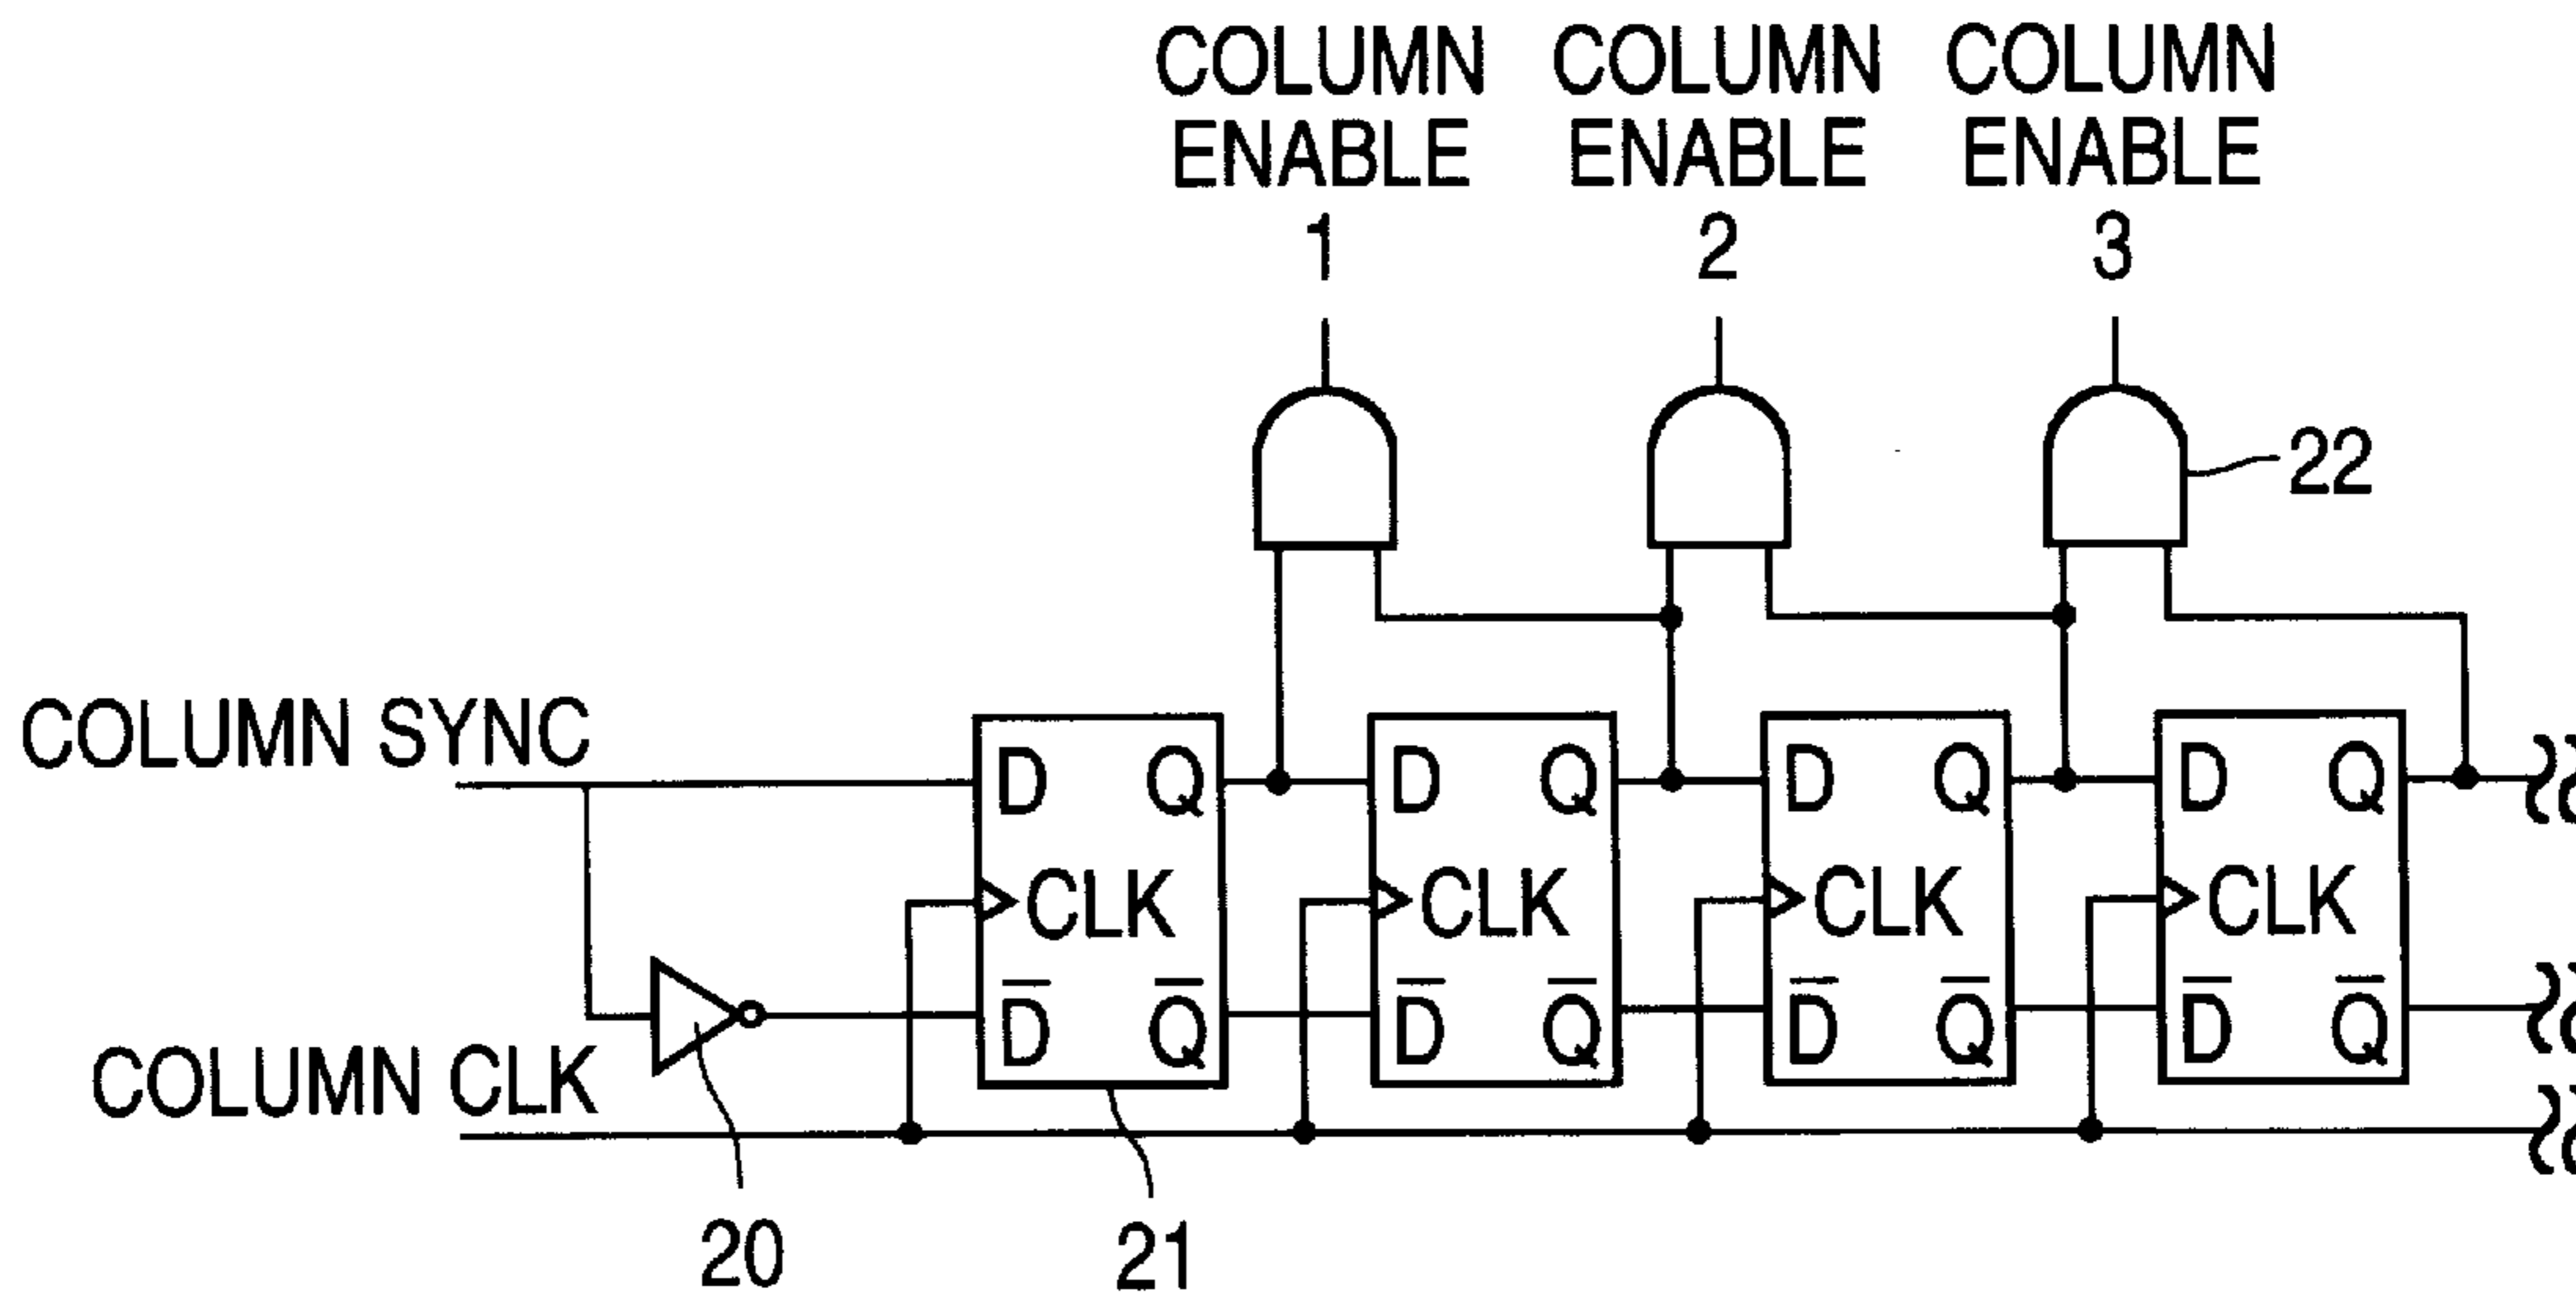 COLUMN ENABLE 1
COLUMN ENABLE 2
COLUMN ENABLE 3
22
COLUMN SYNC
D Q
CLK
D̅ Q̅
D Q
CLK
D̅ Q̅
D Q
CLK
D̅ Q̅
D Q
CLK
D̅ Q̅
COLUMN CLK
20
21